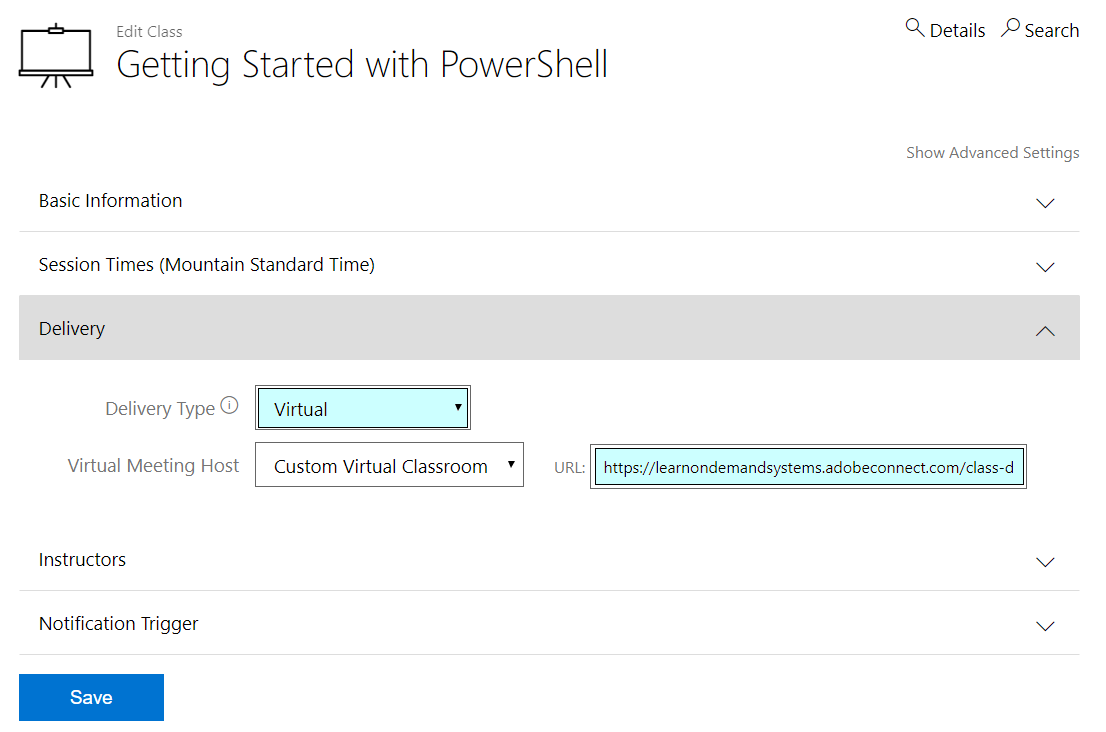 Edit Class
Getting Started with PowerShell
Details Search
Show Advanced Settings
Basic Information
Session Times (Mountain Standard Time)
Delivery
Delivery Type Virtual
Virtual Meeting Host Custom Virtual Classroom URL: https://learnondemandsystems.adobeconnect.com/class-d
Instructors
Notification Trigger
Save